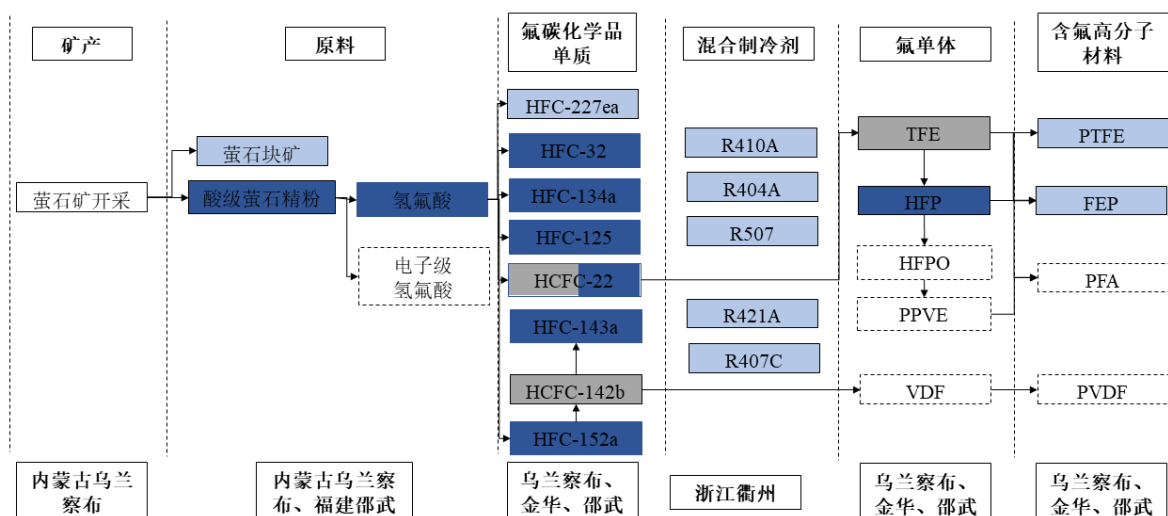 矿产
原料
氟碳化学品
单质
混合制冷剂
氟单体
含氟高分子
材料
HFC-227ea
萤石块矿
HFC-32
R410A
TFE
PTFE
萤石矿开采
酸级萤石精粉
氢氟酸
HFC-134a
R404A
HFP
FEP
HFC-125
R507
电子级
氢氟酸
HCFC-22
HFPO
PFA
HFC-143a
R421A
PPVE
R407C
HCFC-142b
VDF
PVDF
HFC-152a
内蒙古乌兰
察布
内蒙古乌兰察
布、福建邵武
乌兰察布、
金华、邵武
浙江衢州
乌兰察布、
金华、邵武
乌兰察布、
金华、邵武